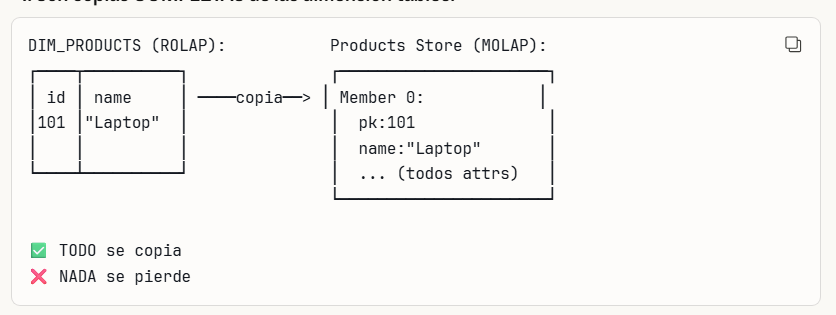 DIM_PRODUCTS (ROLAP): Products Store (MOLAP):
id name copia Member 0:
101 "Laptop" pk:101
name:"Laptop"
... (todos attrs)
✅ TODO se copia
❌ NADA se pierde